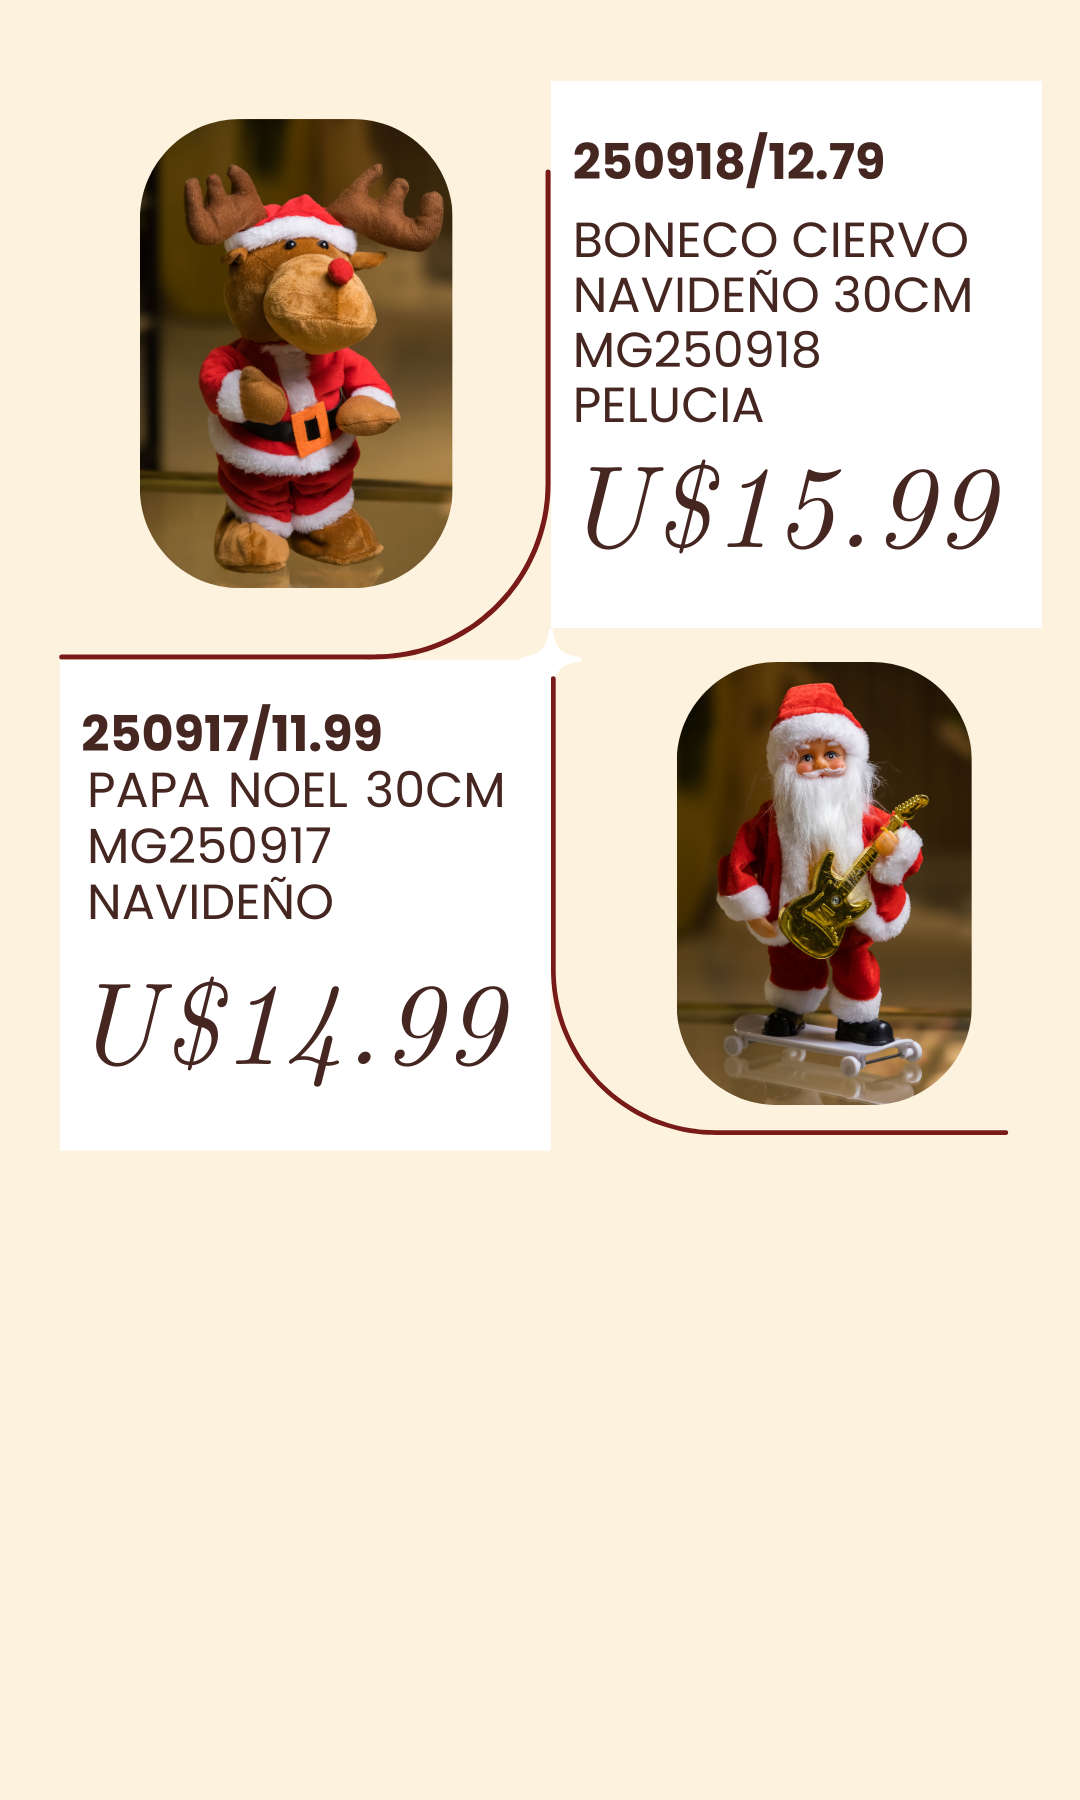 250918/12.79
BONECO CIERVO
NAVIDEÑO 30CM
MG250918
PELUCIA
U$15.99
250917/11.99
PAPA NOEL 30CM
MG250917
NAVIDEÑO
U$14.99